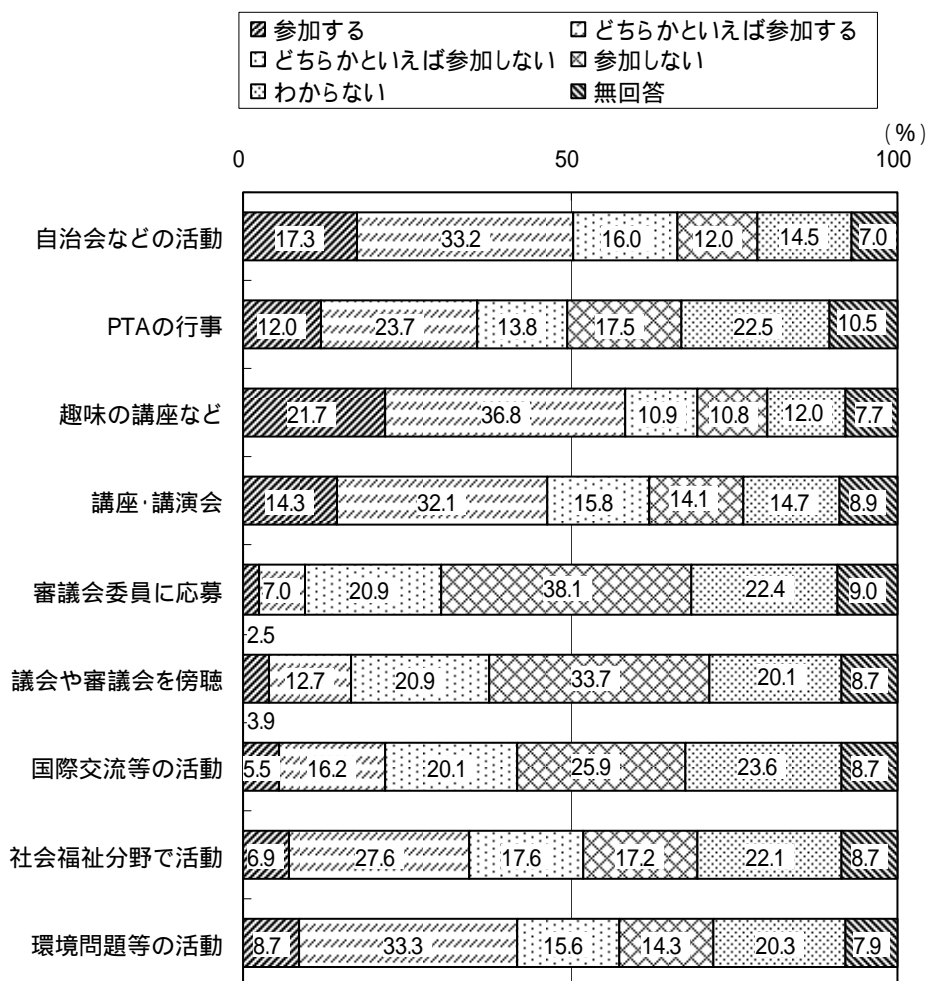 参加する どちらかといえば参加する
どちらかといえば参加しない 参加しない
わからない 無回答
(%)
0 50 100
自治会などの活動 17.3 33.2 16.0 12.0 14.5 7.0
PTAの行事 12.0 23.7 13.8 17.5 22.5 10.5
趣味の講座など 21.7 36.8 10.9 10.8 12.0 7.7
講座・講演会 14.3 32.1 15.8 14.1 14.7 8.9
審議会委員に応募 7.0 20.9 38.1 22.4 9.0
2.5
議会や審議会を傍聴 12.7 20.9 33.7 20.1 8.7
3.9
国際交流等の活動 5.5 16.2 20.1 25.9 23.6 8.7
社会福祉分野で活動 6.9 27.6 17.6 17.2 22.1 8.7
環境問題等の活動 8.7 33.3 15.6 14.3 20.3 7.9